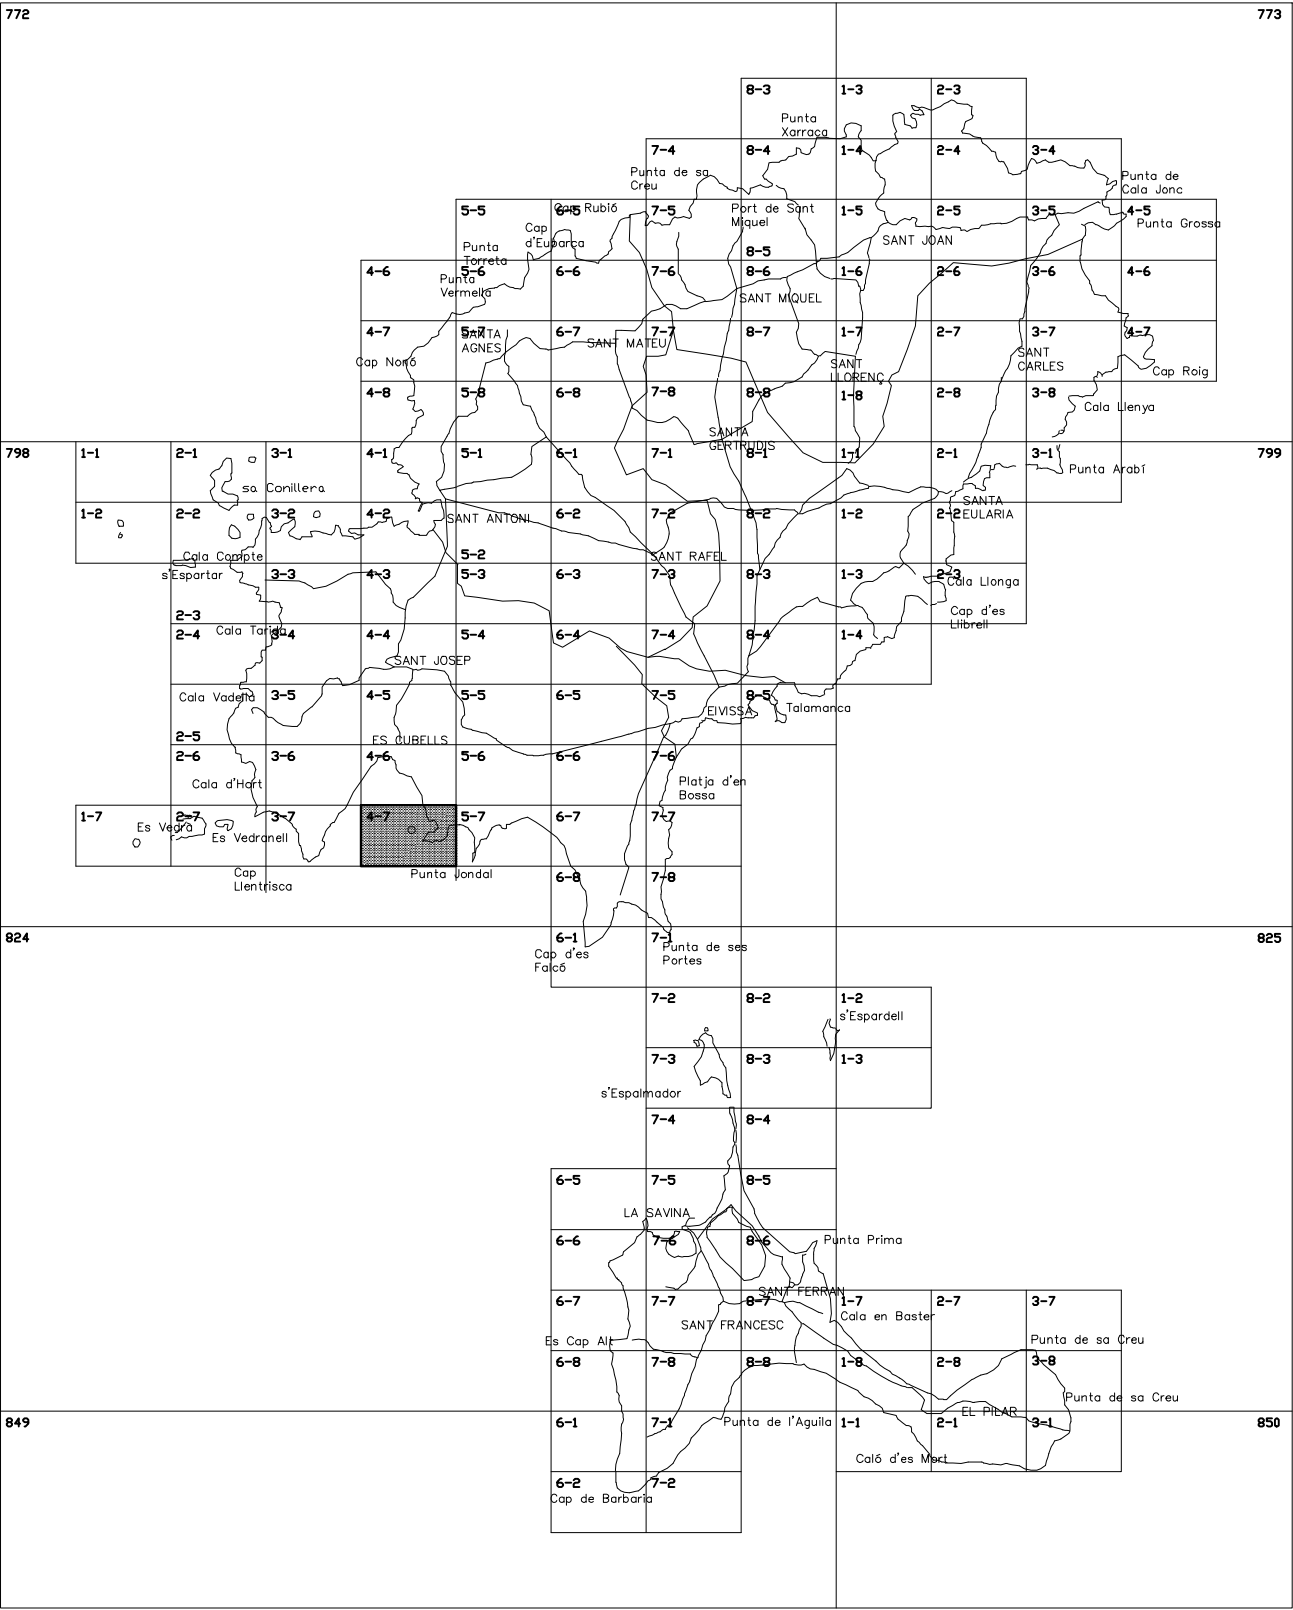 772
773
8-3
1-3
2-3
Punta
Xarraca
7-4
8-4
1-4
2-4
3-4
Punta de sa
Creu
Punta de
Cala Jonc
5-5
6-5
Cap Rubió
7-5
Port de Sant
Miquel
8-5
1-5
2-5
3-5
4-5
Punta Grossa
Cap
d'Eubarca
SANT JOAN
Punta
Torreta
4-6
5-6
6-6
7-6
8-6
1-6
2-6
3-6
4-6
Punta
Vermella
SANT MIQUEL
4-7
5-7
6-7
7-7
8-7
1-7
2-7
3-7
4-7
SANTA
AGNES
SANT MATEU
SANT
CARLES
Cap Nonó
SANT
LLORENÇ
Cap Roig
4-8
5-8
6-8
7-8
8-8
1-8
2-8
3-8
Cala Llenya
SANTA
GERTRUDIS
798
1-1
2-1
3-1
4-1
5-1
6-1
7-1
8-1
1-1
2-1
3-1
799
Punta Arabí
sa Conillera
SANTA
EULARIA
1-2
2-2
3-2
4-2
SANT ANTONI
5-2
6-2
7-2
8-2
1-2
2-2
Cala Compte
SANT RAFEL
s'Espartar
2-3
3-3
4-3
5-3
6-3
7-3
8-3
1-3
2-3
Cala Llonga
Cap d'es
Llibrell
Cala Tarida
2-4
3-4
4-4
5-4
6-4
7-4
8-4
1-4
SANT JOSEP
Cala Vadella
2-5
3-5
4-5
5-5
6-5
7-5
8-5
EIVISSA
Talamanca
ES CUBELLS
2-6
3-6
4-6
5-6
6-6
7-6
Cala d'Hort
Platja d'en
Bossa
1-7
2-7
3-7
4-7
5-7
6-7
7-7
Es Vedrà
Es Vedranell
Cap
Llentrisca
Punta Jondal
6-8
7-8
824
6-1
7-1
825
Cap d'es
Falcó
Punta de ses
Portes
7-2
8-2
1-2
s'Espardell
7-3
8-3
1-3
s'Espalmador
7-4
8-4
6-5
7-5
8-5
LA SAVINA
6-6
7-6
8-6
Punta Prima
SANT FERRAN
6-7
7-7
8-7
1-7
2-7
3-7
Cala en Baster
SANT FRANCESC
Es Cap Alt
Punta de sa Creu
6-8
7-8
8-8
1-8
2-8
3-8
Punta de sa Creu
EL PILAR
849
6-1
7-1
Punta de l'Aguila
1-1
2-1
3-1
850
Caló d'es Mort
6-2
7-2
Cap de Barbaria